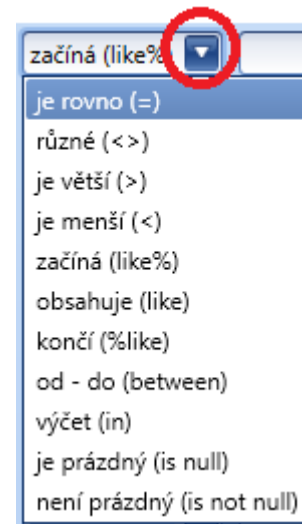 začíná (like%
je rovno (=)
různé (<>)
je větší (>)
je menší (<)
začíná (like%)
obsahuje (like)
končí (%like)
od - do (between)
výčet (in)
je prázdný (is null)
není prázdný (is not null)